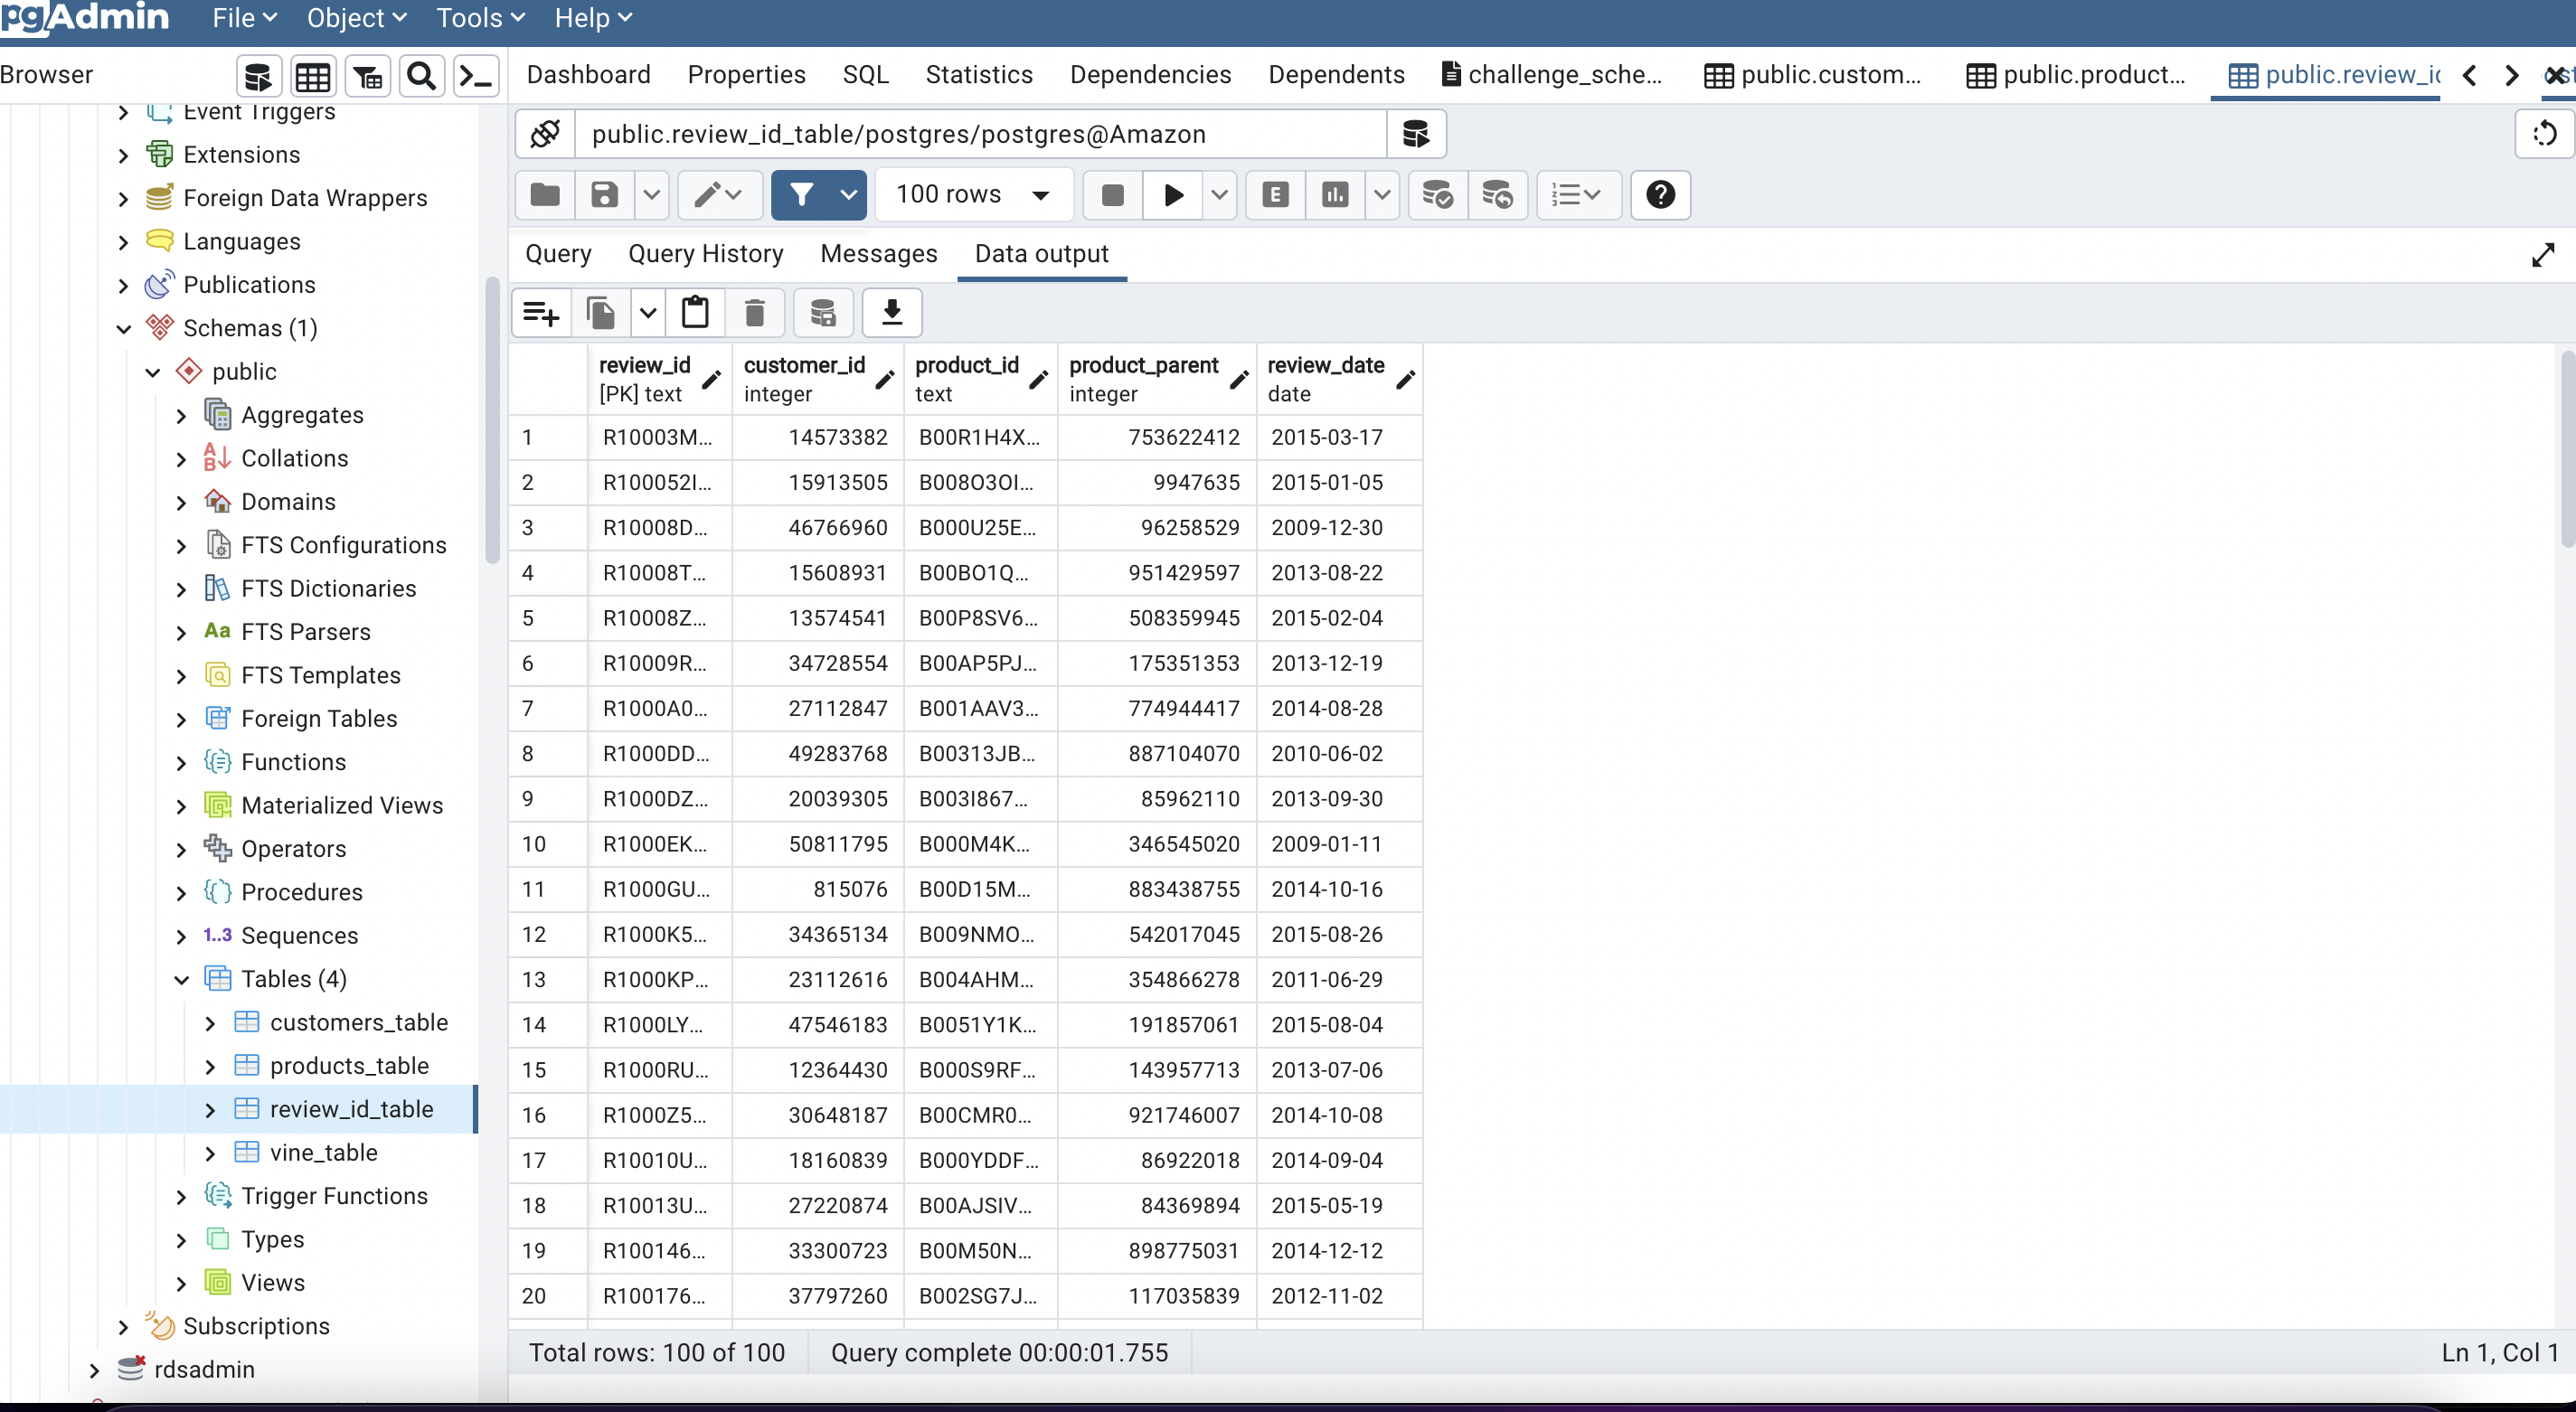 pgAdmin File Object Tools Help
Browser
Dashboard Properties SQL Statistics Dependencies Dependents challenge_sche... public.custom... public.product... public.review_i
Event Triggers
Extensions
Foreign Data Wrappers
Languages
Publications
Schemas (1)
public
Aggregates
Collations
Domains
FTS Configurations
FTS Dictionaries
Aa FTS Parsers
FTS Templates
Foreign Tables
Functions
Materialized Views
Operators
Procedures
1..3 Sequences
Tables (4)
customers_table
products_table
review_id_table
vine_table
Trigger Functions
Types
Views
Subscriptions
rdsadmin
public.review_id_table/postgres/postgres@Amazon
100 rows E
Query Query History Messages Data output
review_id customer_id product_id product_parent review_date
[PK] text integer text integer date
1 R10003M... 14573382 B00R1H4X... 753622412 2015-03-17
2 R100052I... 15913505 B008O3OI... 9947635 2015-01-05
3 R10008D... 46766960 B000U25E... 96258529 2009-12-30
4 R10008T... 15608931 B00BO1Q... 951429597 2013-08-22
5 R10008Z... 13574541 B00P8SV6... 508359945 2015-02-04
6 R10009R... 34728554 B00AP5PJ... 175351353 2013-12-19
7 R1000A0... 27112847 B001AAV3... 774944417 2014-08-28
8 R1000DD... 49283768 B00313JB... 887104070 2010-06-02
9 R1000DZ... 20039305 B003I867... 85962110 2013-09-30
10 R1000EK... 50811795 B000M4K... 346545020 2009-01-11
11 R1000GU... 815076 B00D15M... 883438755 2014-10-16
12 R1000K5... 34365134 B009NMO... 542017045 2015-08-26
13 R1000KP... 23112616 B004AHM... 354866278 2011-06-29
14 R1000LY... 47546183 B0051Y1K... 191857061 2015-08-04
15 R1000RU... 12364430 B000S9RF... 143957713 2013-07-06
16 R1000Z5... 30648187 B00CMR0... 921746007 2014-10-08
17 R10010U... 18160839 B000YDDF... 86922018 2014-09-04
18 R10013U... 27220874 B00AJSIV... 84369894 2015-05-19
19 R100146... 33300723 B00M50N... 898775031 2014-12-12
20 R100176... 37797260 B002SG7J... 117035839 2012-11-02
Total rows: 100 of 100 Query complete 00:00:01.755 Ln 1, Col 1